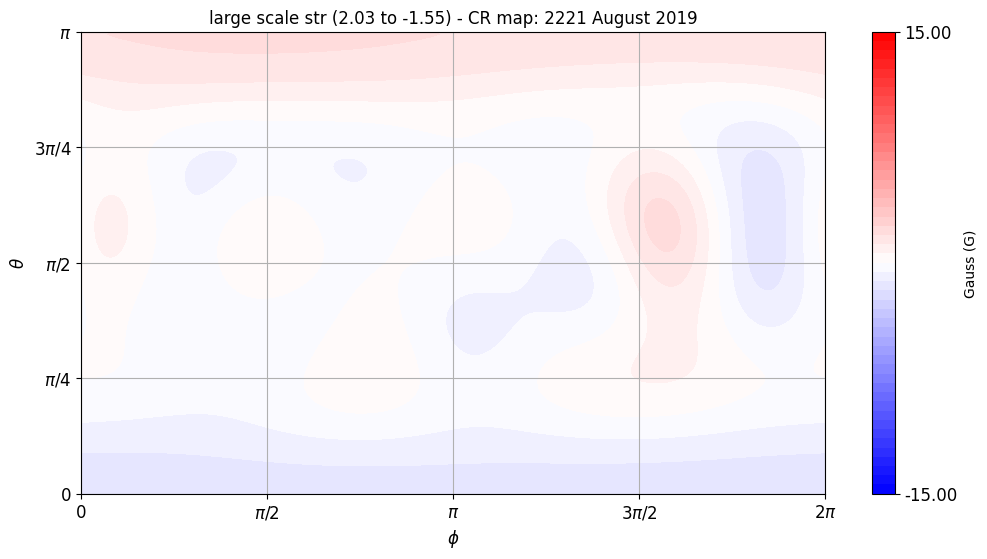 large scale str (2.03 to -1.55) - CR map: 2221 August 2019
π
3π/4
π/2
π/4
0
θ
0
π/2
π
3π/2
2π
ϕ
15.00
-15.00
Gauss (G)